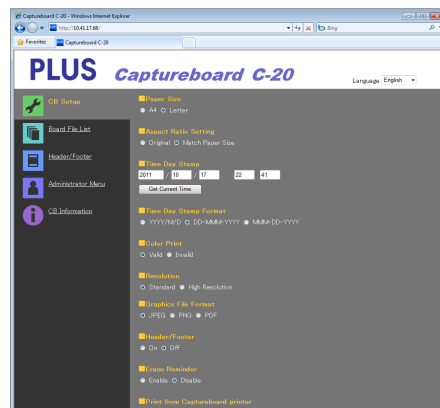 Captureboard C-20 - Windows Internet Explorer
http://10.41.17.68/
Bing
Favorites Captureboard C-20
PLUS Captureboard C-20
Language English
CB Setup
Board File List
Header/Footer
Administrator Menu
CB Information
Paper Size
A4 Letter
Aspect Ratio Setting
Original Match Paper Size
Time Day Stamp
2011 / 10 / 17 22 41
Get Current Time
Time Day Stamp Format
YYYY/M/D DD-MMM-YYYY MMM-DD-YYYY
Color Print
Valid Invalid
Resolution
Standard High Resolution
Graphics File Format
JPEG PNG PDF
Header/Footer
On Off
Erase Reminder
Enable Disable
Print from Captureboard printer